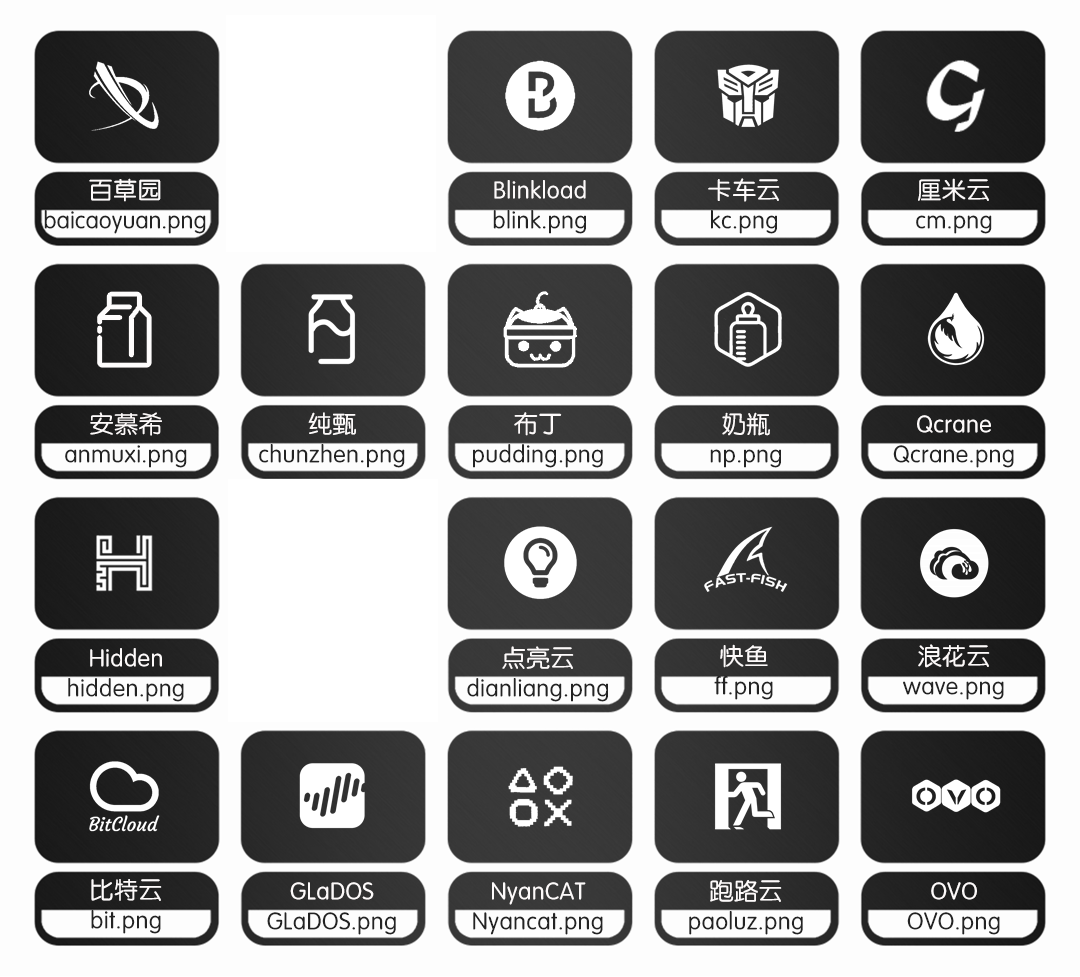 百草园
baicaoyuan.png
Blinkload
blink.png
卡车云
kc.png
厘米云
cm.png
安慕希
anmuxi.png
纯甄
chunzhen.png
布丁
pudding.png
奶瓶
np.png
Qcrane
Qcrane.png
Hidden
hidden.png
点亮云
dianliang.png
FAST-FISH
快鱼
ff.png
浪花云
wave.png
BitCloud
比特云
bit.png
GLaDOS
GLaDOS.png
NyanCAT
Nyancat.png
跑路云
paoluz.png
OVO
OVO
OVO.png